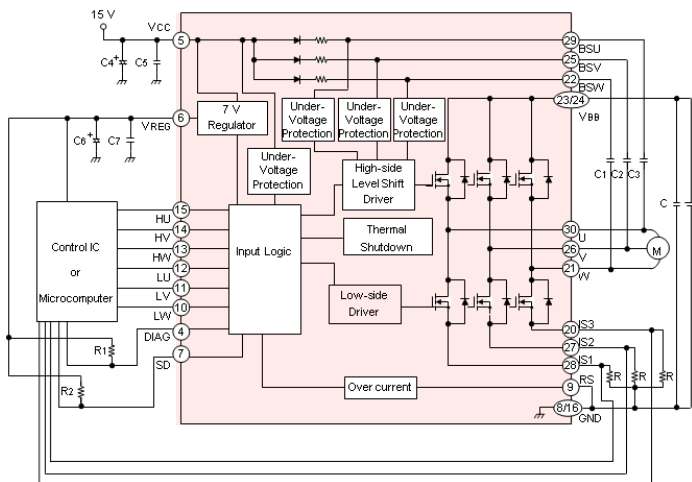 15 V
VCC
5
C4
+
C5
29
BSU
25
BSV
22
BSW
23/24
VBB
6
VREG
7 V
Regulator
C6
+
C7
Under-
Voltage
Protection
Under-
Voltage
Protection
Under-
Voltage
Protection
Under-
Voltage
Protection
High-side
Level Shift
Driver
C1
C2
C3
C
Control IC
or
Microcomputer
15
HU
14
HV
13
HW
12
LU
11
LV
10
LW
4
DIAG
7
SD
Input Logic
Thermal
Shutdown
Low-side
Driver
30
U
26
V
21
W
M
20
IS3
27
IS2
28
IS1
9
RS
8/16
GND
R
R
R
R1
R2
Over current